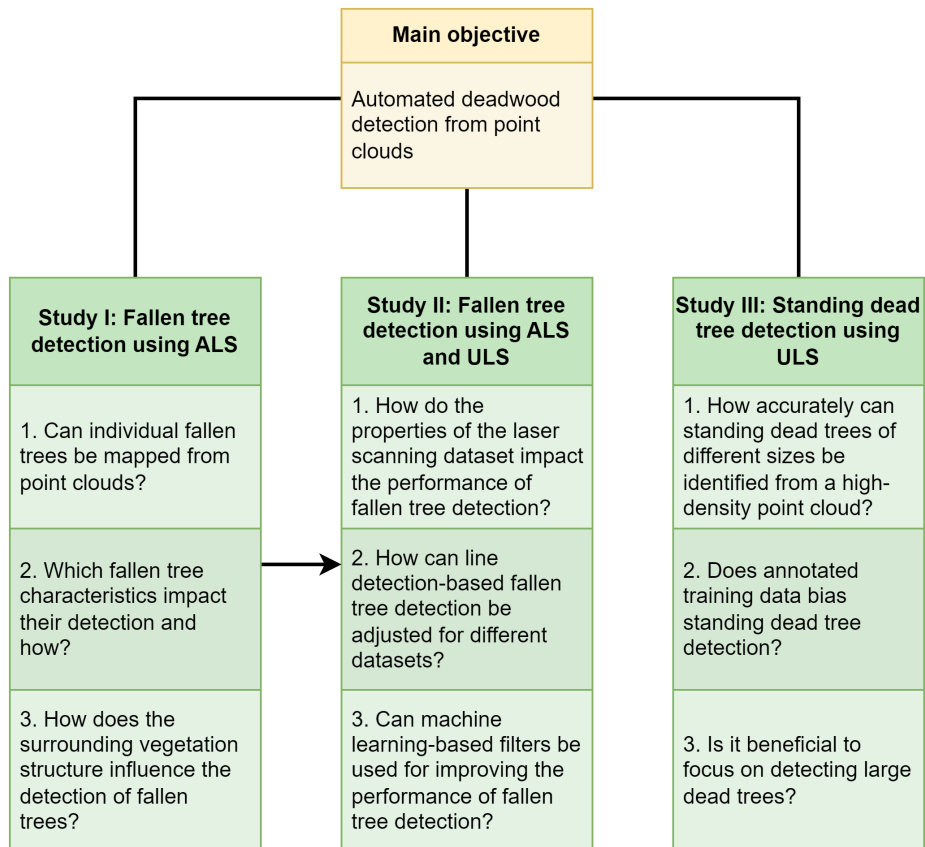 Main objective
Automated deadwood
detection from point
clouds
Study I: Fallen tree
detection using ALS
1. Can individual fallen
trees be mapped from
point clouds?
2. Which fallen tree
characteristics impact
their detection and
how?
3. How does the
surrounding vegetation
structure influence the
detection of fallen
trees?
Study II: Fallen tree
detection using ALS
and ULS
1. How do the
properties of the laser
scanning dataset impact
the performance of
fallen tree detection?
2. How can line
detection-based fallen
tree detection be
adjusted for different
datasets?
3. Can machine
learning-based filters be
used for improving the
performance of fallen
tree detection?
Study III: Standing dead
tree detection using
ULS
1. How accurately can
standing dead trees of
different sizes be
identified from a high-
density point cloud?
2. Does annotated
training data bias
standing dead tree
detection?
3. Is it beneficial to
focus on detecting large
dead trees?